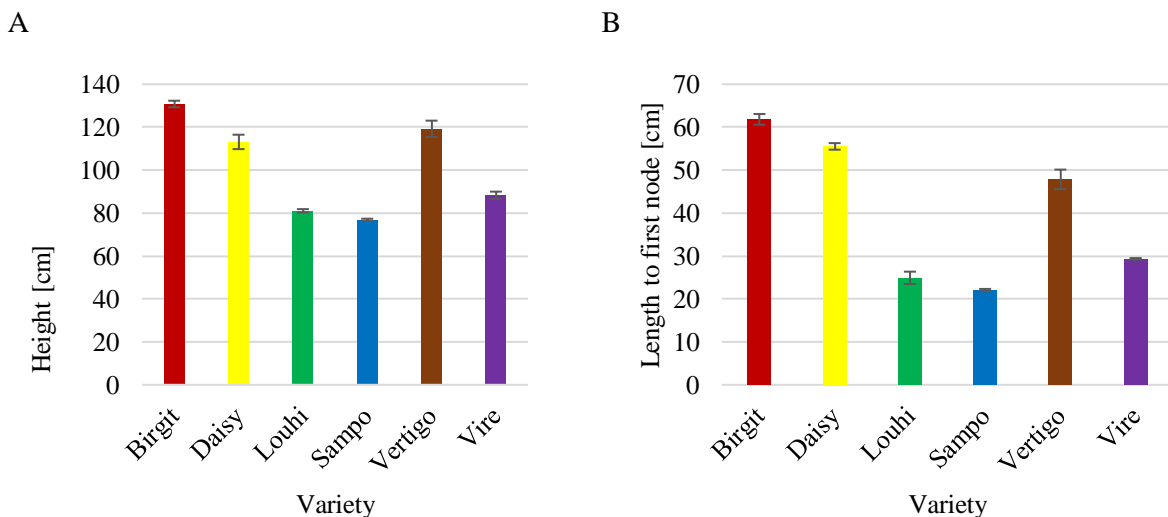 A
Height [cm]
140
120
100
80
60
40
20
0
Birgit
Daisy
Louhi
Sampo
Vertigo
Vire
Variety
B
Length to first node [cm]
70
60
50
40
30
20
10
0
Birgit
Daisy
Louhi
Sampo
Vertigo
Vire
Variety